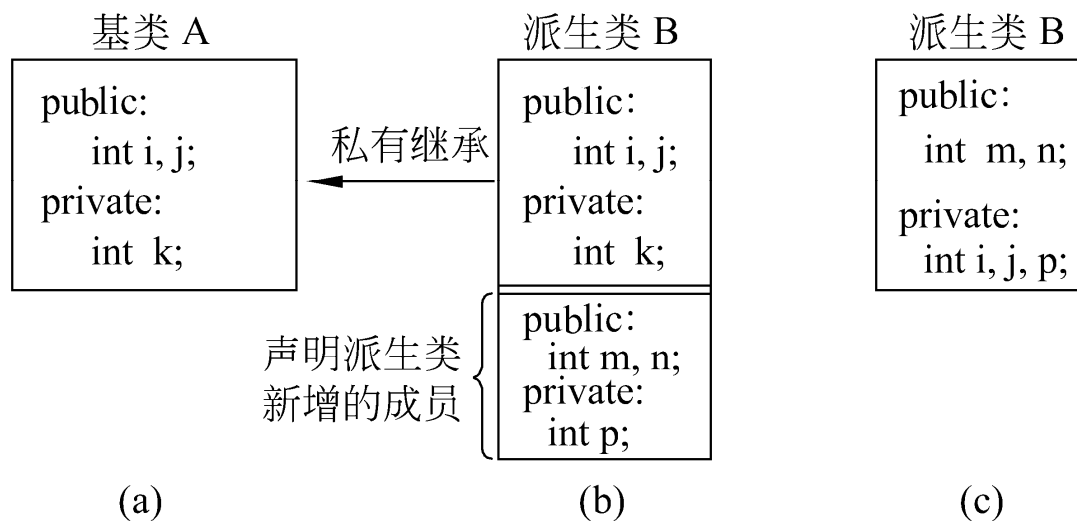 基类 A
public:
int i, j;
private:
int k;
(a)
私有继承
派生类 B
public:
int i, j;
private:
int k;
声明派生类
新增的成员
public:
int m, n;
private:
int p;
(b)
派生类 B
public:
int m, n;
private:
int i, j, p;
(c)